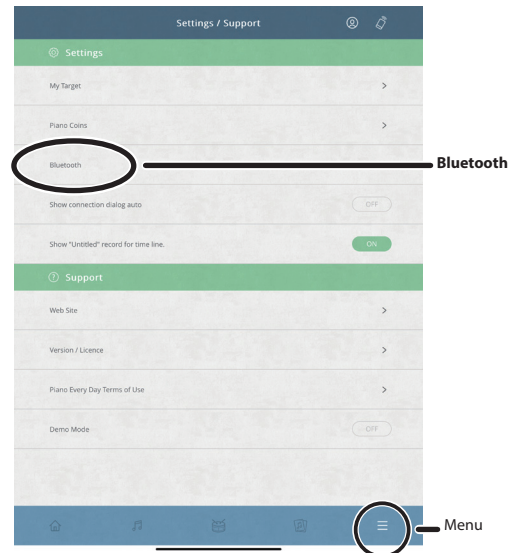 Settings / Support
Settings
My Target
Piano Coins
Bluetooth
Bluetooth
Show connection dialog auto
OFF
Show "Untitled" record for time line.
ON
Support
Web Site
Version / Licence
Piano Every Day Terms of Use
Demo Mode
OFF
Menu